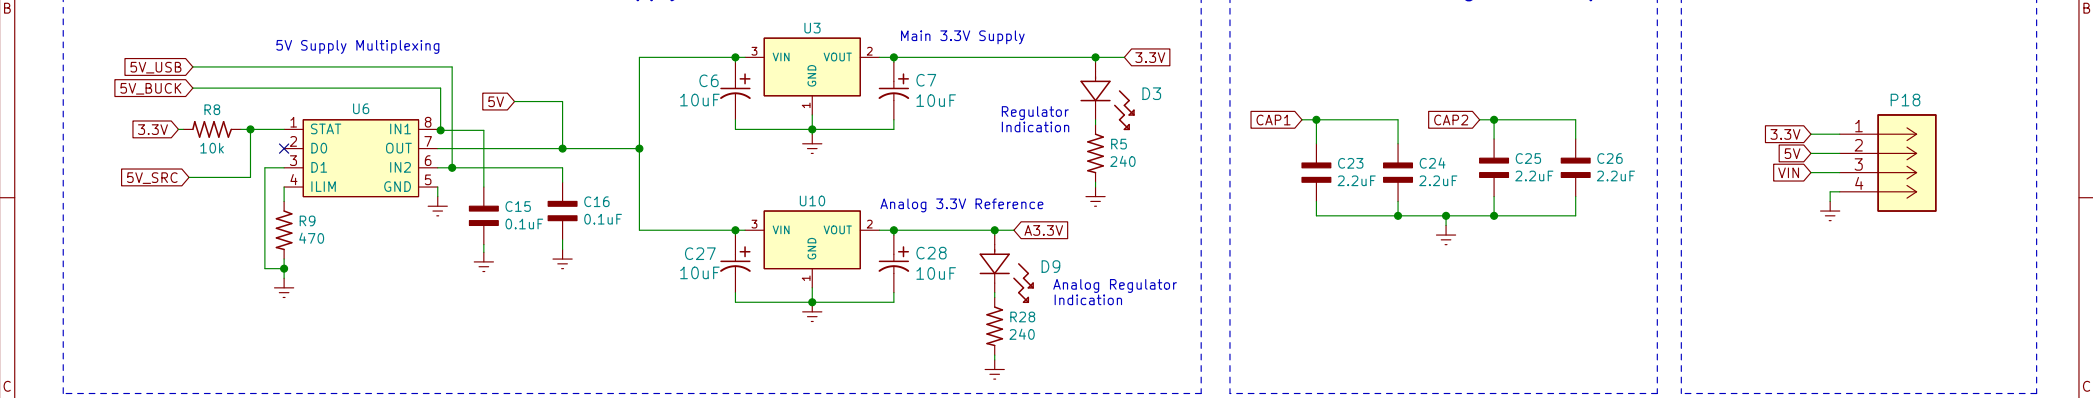 B
B
5V Supply Multiplexing
5V_USB
5V_BUCK
R8
10k
3.3V
5V_SRC
U6
1 STAT IN1 8
2 D0 OUT 7
3 D1 IN2 6
4 ILIM GND 5
R9
470
5V
C15
0.1uF
C16
0.1uF
U3
3 VIN VOUT 2
GND
1
C6
10uF
C7
10uF
Main 3.3V Supply
3.3V
D3
Regulator
Indication
R5
240
U10
3 VIN VOUT 2
GND
1
C27
10uF
C28
10uF
Analog 3.3V Reference
A3.3V
D9
Analog Regulator
Indication
R28
240
CAP1
CAP2
C23
2.2uF
C24
2.2uF
C25
2.2uF
C26
2.2uF
P18
3.3V 1
5V 2
VIN 3
4
C
C